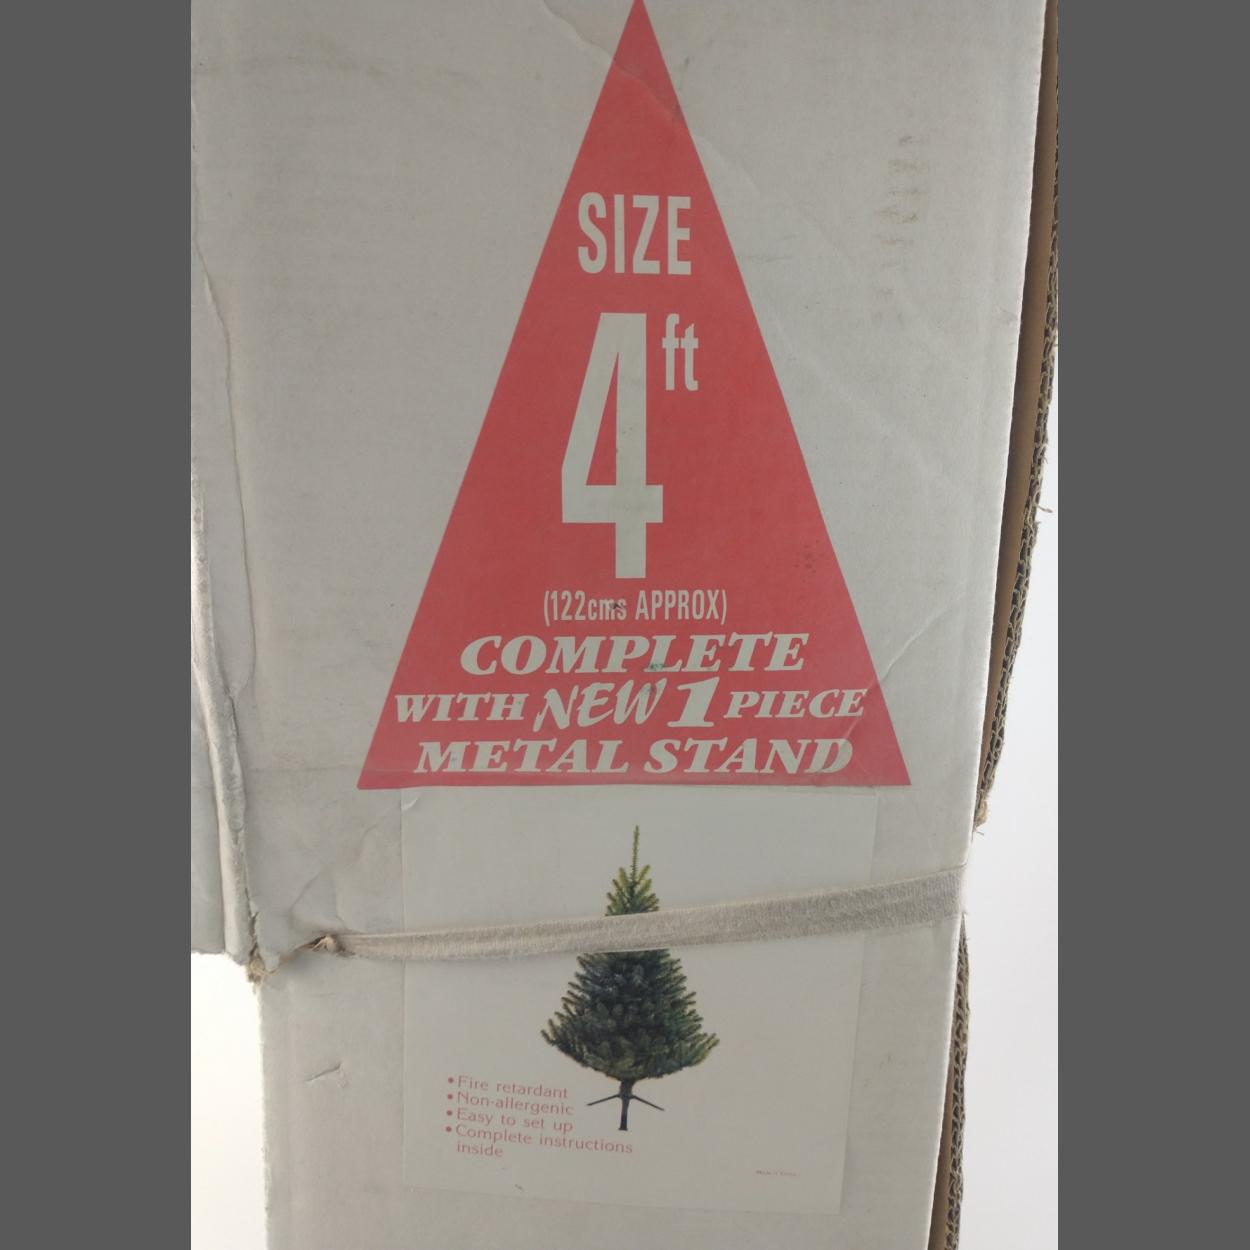 SIZE
4ft
(122cms APPROX)
COMPLETE
WITH NEW 1 PIECE
METAL STAND
• Fire retardant
• Non-allergenic
• Easy to set up
• Complete instructions
inside